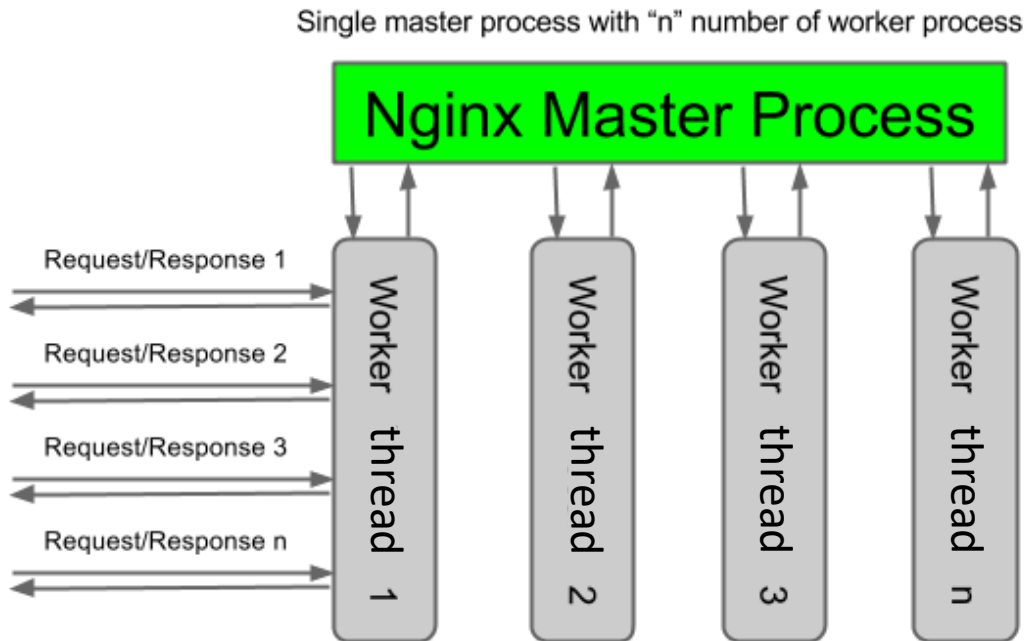 Single master process with “n” number of worker process
Nginx Master Process
Request/Response 1
Request/Response 2
Request/Response 3
Request/Response n
Worker thread 1
Worker thread 2
Worker thread 3
Worker thread n